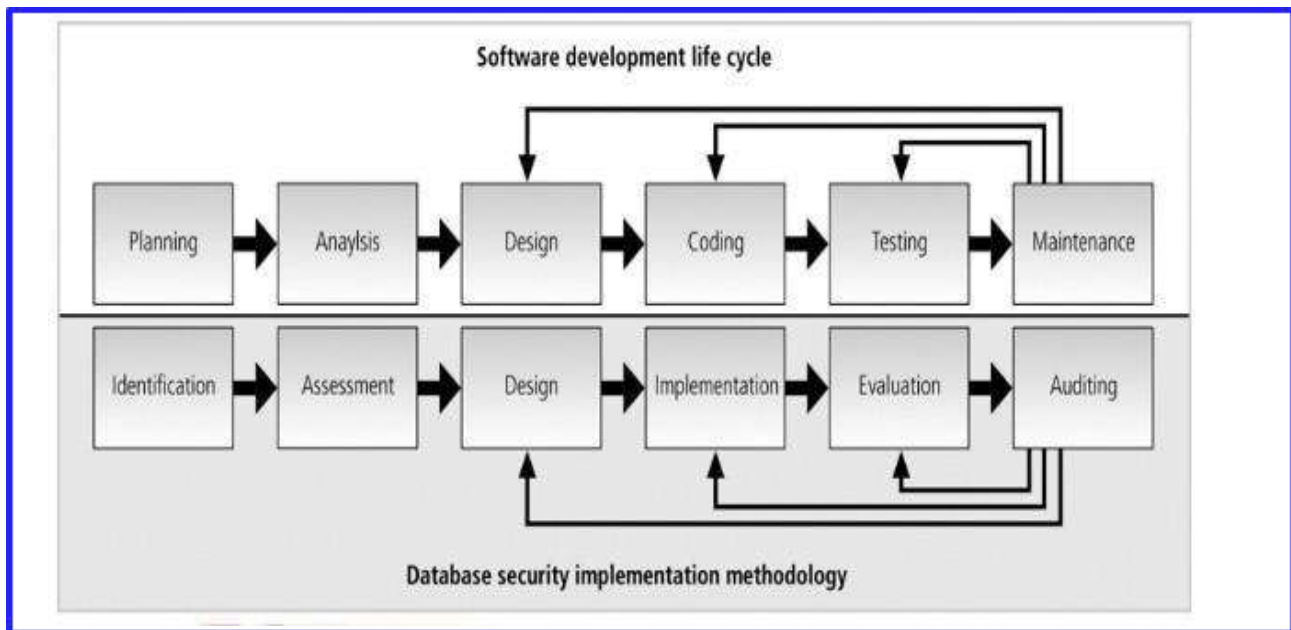 Software development life cycle
Planning
Anaylsis
Design
Coding
Testing
Maintenance
Identification
Assessment
Design
Implementation
Evaluation
Auditing
Database security implementation methodology